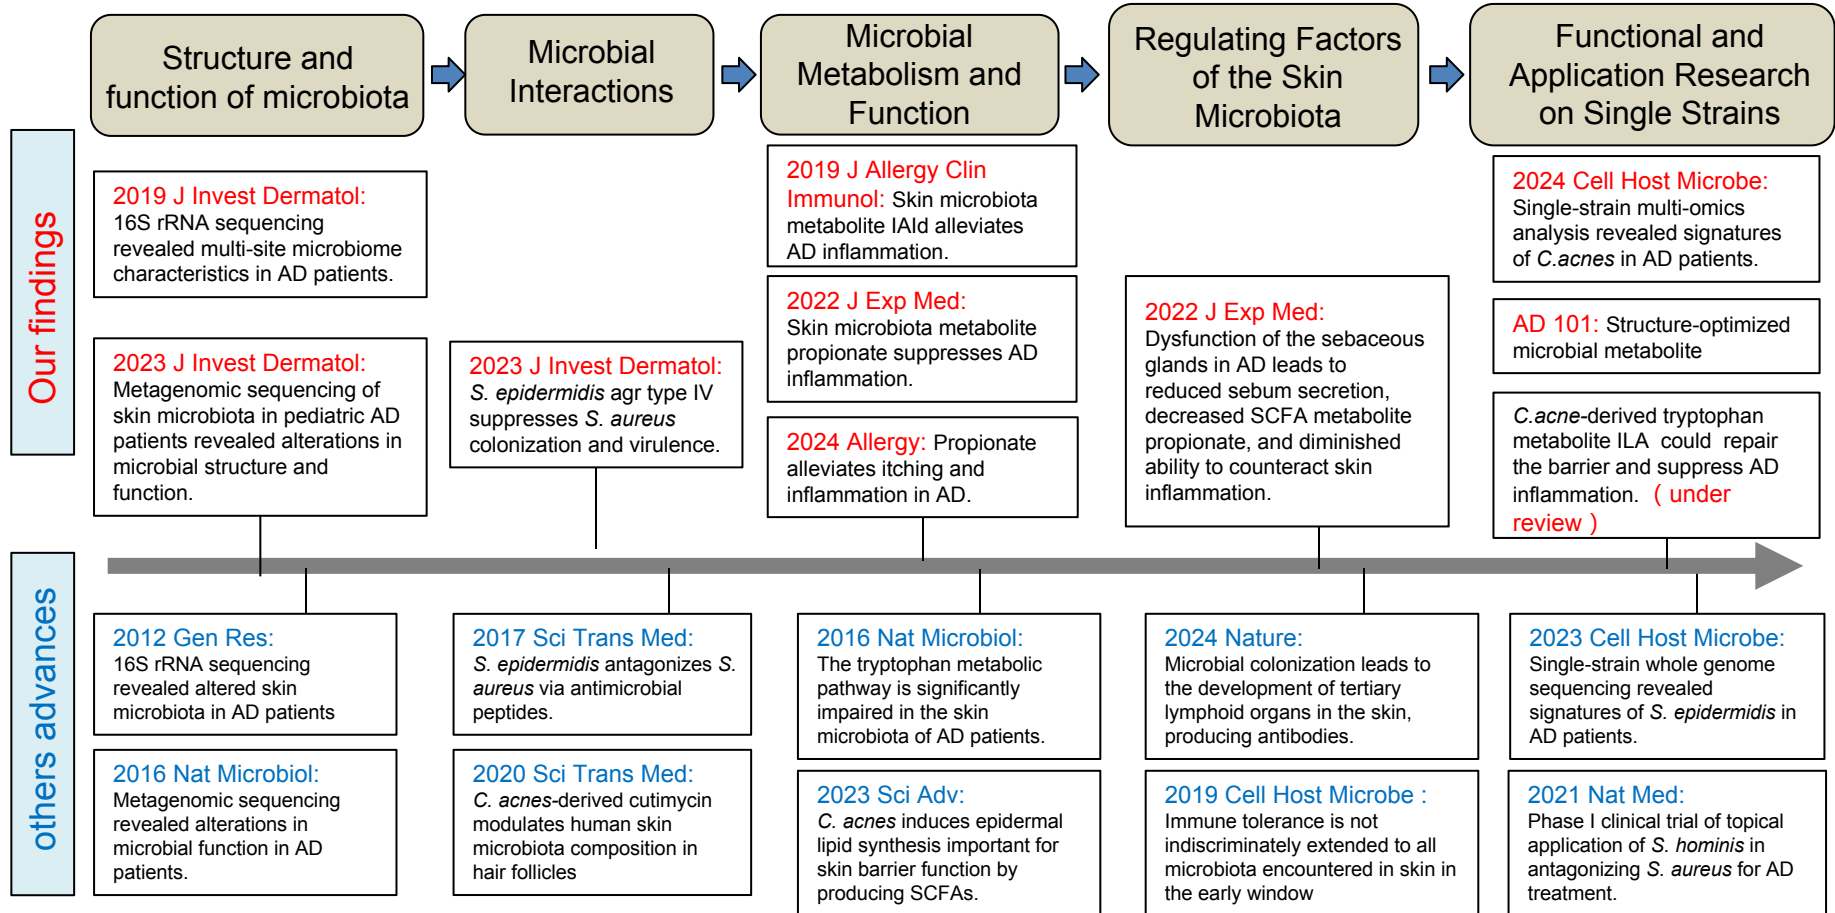 Structure and
function of microbiota
Microbial
Interactions
Microbial
Metabolism and
Function
Regulating Factors
of the Skin
Microbiota
Functional and
Application Research
on Single Strains
Our findings
2019 J Invest Dermatol:
16S rRNA sequencing
revealed multi-site microbiome
characteristics in AD patients.
2023 J Invest Dermatol:
Metagenomic sequencing of
skin microbiota in pediatric AD
patients revealed alterations in
microbial structure and
function.
2023 J Invest Dermatol:
S. epidermidis agr type IV
suppresses S. aureus
colonization and virulence.
2019 J Allergy Clin
Immunol: Skin microbiota
metabolite IAId alleviates
AD inflammation.
2022 J Exp Med:
Skin microbiota metabolite
propionate suppresses AD
inflammation.
2024 Allergy: Propionate
alleviates itching and
inflammation in AD.
2022 J Exp Med:
Dysfunction of the sebaceous
glands in AD leads to
reduced sebum secretion,
decreased SCFA metabolite
propionate, and diminished
ability to counteract skin
inflammation.
2024 Cell Host Microbe:
Single-strain multi-omics
analysis revealed signatures
of C.acnes in AD patients.
AD 101: Structure-optimized
microbial metabolite
C.acne-derived tryptophan
metabolite ILA could repair
the barrier and suppress AD
inflammation. ( under
review )
others advances
2012 Gen Res:
16S rRNA sequencing
revealed altered skin
microbiota in AD patients
2016 Nat Microbiol:
Metagenomic sequencing
revealed alterations in
microbial function in AD
patients.
2017 Sci Trans Med:
S. epidermidis antagonizes S.
aureus via antimicrobial
peptides.
2020 Sci Trans Med:
C. acnes-derived cutimycin
modulates human skin
microbiota composition in
hair follicles
2016 Nat Microbiol:
The tryptophan metabolic
pathway is significantly
impaired in the skin
microbiota of AD patients.
2023 Sci Adv:
C. acnes induces epidermal
lipid synthesis important for
skin barrier function by
producing SCFAs.
2024 Nature:
Microbial colonization leads to
the development of tertiary
lymphoid organs in the skin,
producing antibodies.
2019 Cell Host Microbe :
Immune tolerance is not
indiscriminately extended to all
microbiota encountered in skin in
the early window
2023 Cell Host Microbe:
Single-strain whole genome
sequencing revealed
signatures of S. epidermidis in
AD patients.
2021 Nat Med:
Phase I clinical trial of topical
application of S. hominis in
antagonizing S. aureus for AD
treatment.